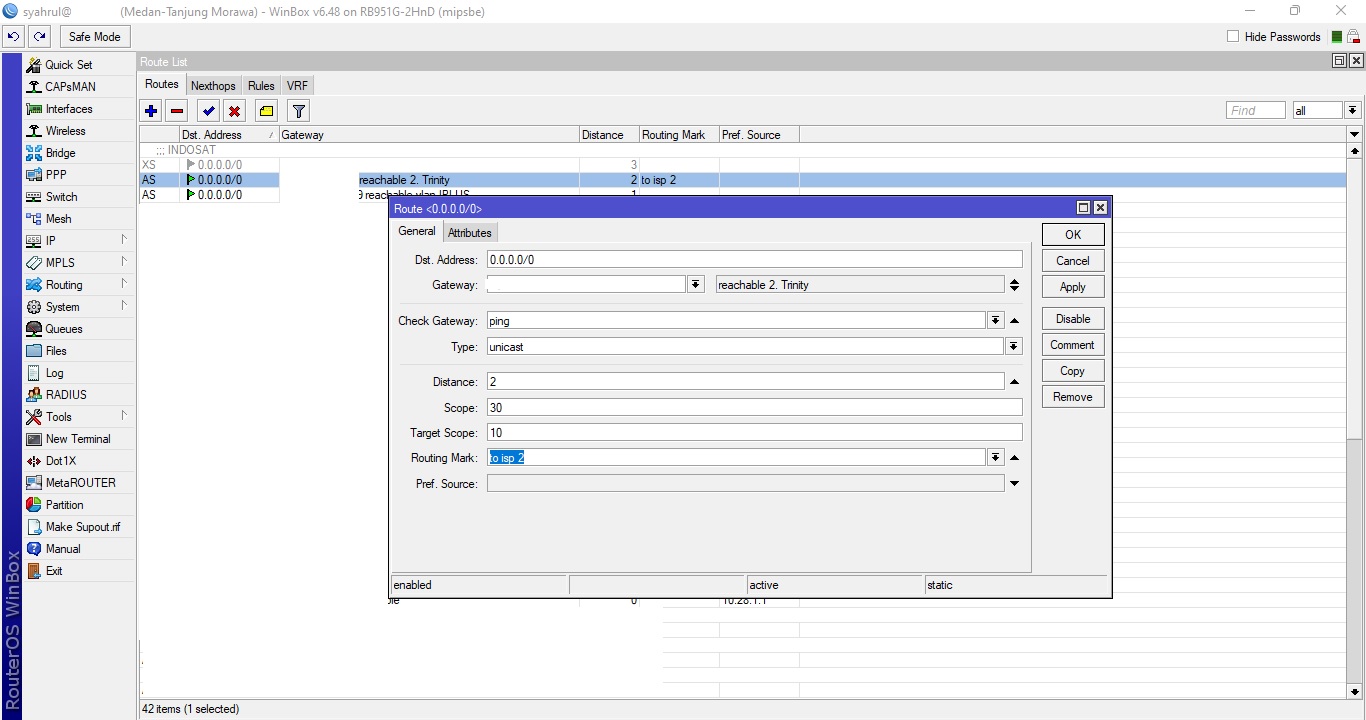 syahrul@ (Medan-Tanjung Morawa) - WinBox v6.48 on RB951G-2HnD (mipsbe)
Safe Mode Hide Passwords
Quick Set
CAPsMAN
Interfaces
Wireless
Bridge
PPP
Switch
Mesh
IP
MPLS
Routing
System
Queues
Files
Log
RADIUS
Tools
New Terminal
Dot1X
MetaROUTER
Partition
Make Supout.rif
Manual
Exit
RouterOS WinBox
Route List
Routes Nexthops Rules VRF
Find all
Dst. Address Gateway Distance Routing Mark Pref. Source
::: INDOSAT
XS 0.0.0.0/0 3
AS 0.0.0.0/0 reachable 2. Trinity 2 to isp 2
AS 0.0.0.0/0 9 reachable vlan IPLUS 1
Route <0.0.0.0/0>
General Attributes
Dst. Address: 0.0.0.0/0
Gateway: reachable 2. Trinity
Check Gateway: ping
Type: unicast
Distance: 2
Scope: 30
Target Scope: 10
Routing Mark: to isp 2
Pref. Source:
OK
Cancel
Apply
Disable
Comment
Copy
Remove
enabled active static
0 10.28.1.1
42 items (1 selected)